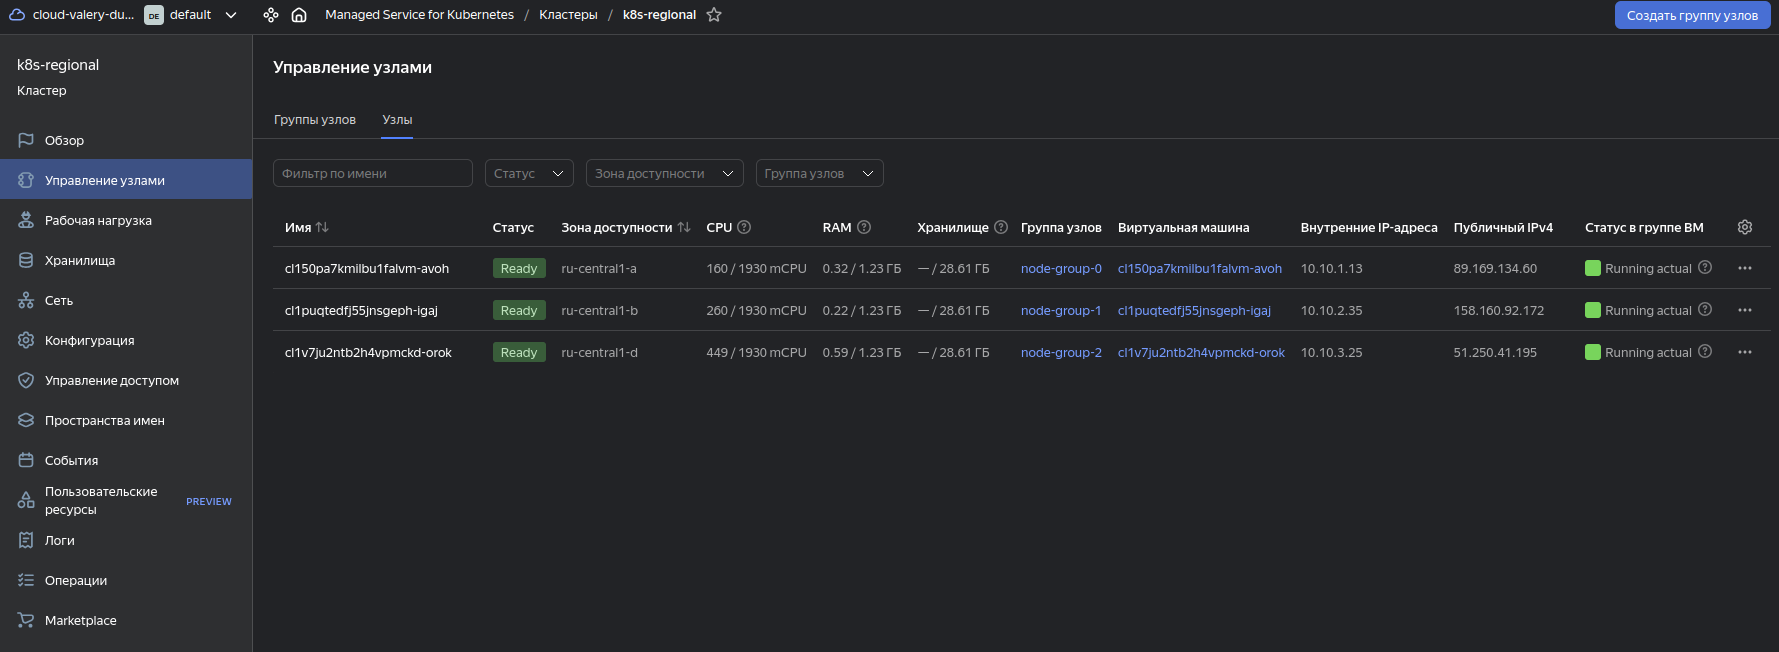 cloud-valery-du... DE default Managed Service for Kubernetes / Кластеры / k8s-regional Создать группу узлов
k8s-regional
Кластер
Обзор
Управление узлами
Рабочая нагрузка
Хранилища
Сеть
Конфигурация
Управление доступом
Пространства имен
События
Пользовательские
ресурсы PREVIEW
Логи
Операции
Marketplace
Управление узлами
Группы узлов Узлы
Фильтр по имени Статус Зона доступности Группа узлов
Имя Статус Зона доступности CPU RAM Хранилище Группа узлов Виртуальная машина Внутренние IP-адреса Публичный IPv4 Статус в группе ВМ
cl150pa7kmilbu1falvm-avoh Ready ru-central1-a 160 / 1930 mCPU 0.32 / 1.23 ГБ — / 28.61 ГБ node-group-0 cl150pa7kmilbu1falvm-avoh 10.10.1.13 89.169.134.60 Running actual
cl1puqtedfj55jnsgeph-igaj Ready ru-central1-b 260 / 1930 mCPU 0.22 / 1.23 ГБ — / 28.61 ГБ node-group-1 cl1puqtedfj55jnsgeph-igaj 10.10.2.35 158.160.92.172 Running actual
cl1v7ju2ntb2h4vpmckd-orok Ready ru-central1-d 449 / 1930 mCPU 0.59 / 1.23 ГБ — / 28.61 ГБ node-group-2 cl1v7ju2ntb2h4vpmckd-orok 10.10.3.25 51.250.41.195 Running actual